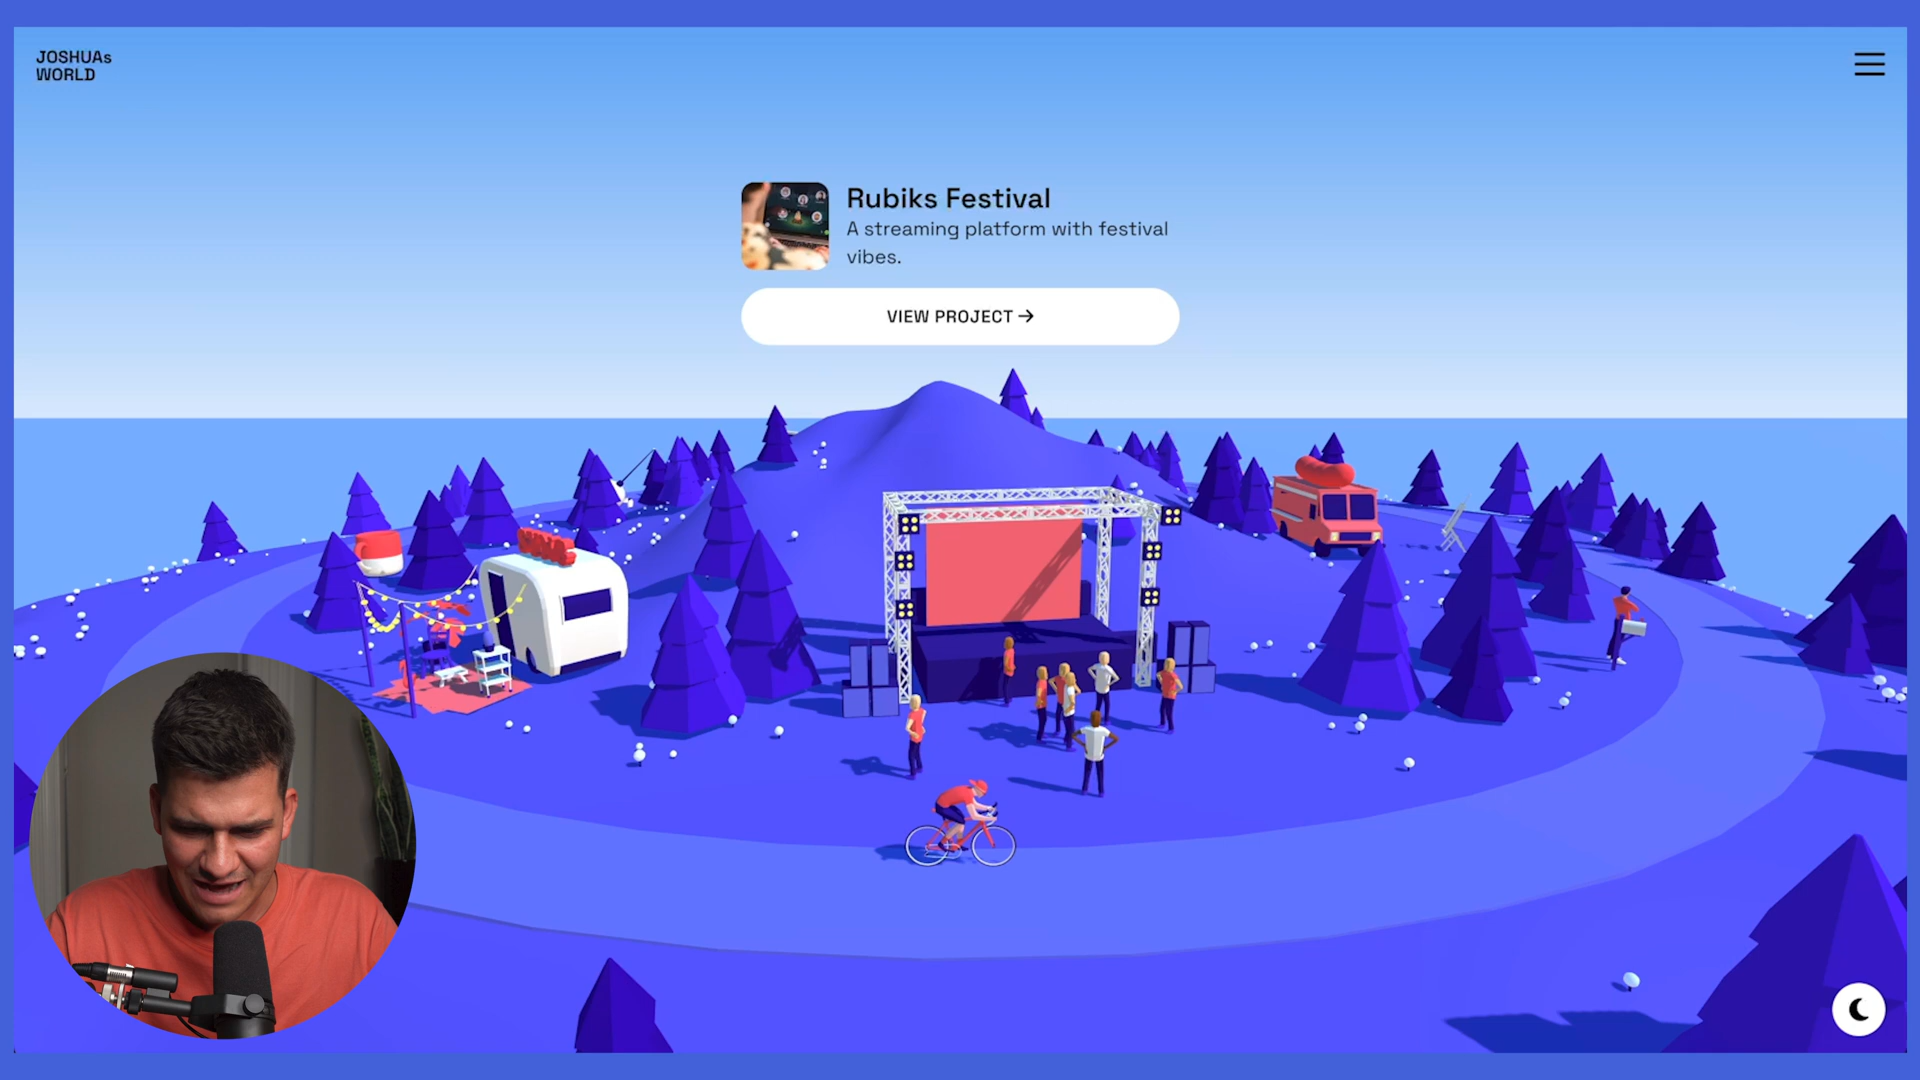 JOSHUAs
WORLD
Rubiks Festival
A streaming platform with festival
vibes.
VIEW PROJECT →